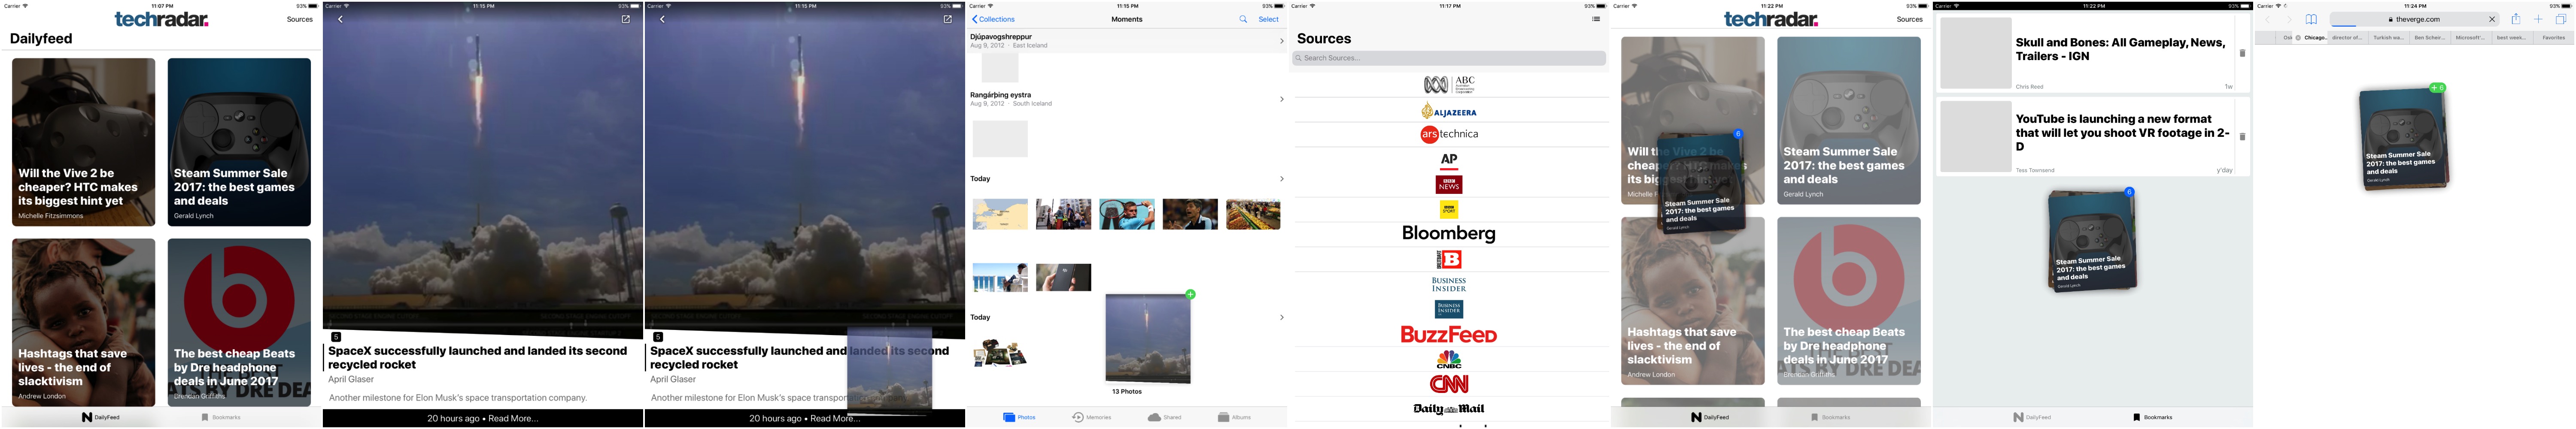 Carrier 11:07 PM 93%
techradar.
Sources
Dailyfeed
Will the Vive 2 be
cheaper? HTC makes
its biggest hint yet
Michelle Fitzsimmons
Steam Summer Sale
2017: the best games
and deals
Gerald Lynch
Hashtags that save
lives - the end of
slacktivism
Andrew London
The best cheap Beats
by Dre headphone
deals in June 2017
Brendan Griffiths
DailyFeed
Bookmarks
Carrier 11:15 PM 93%
5
SpaceX successfully launched and landed its second
recycled rocket
April Glaser
Another milestone for Elon Musk's space transportation company.
20 hours ago • Read More...
Carrier 11:15 PM 93%
5
SpaceX successfully launched and landed its second
recycled rocket
April Glaser
Another milestone for Elon Musk's space transportation
20 hours ago • Read More...
Carrier 11:15 PM 93%
Collections
Moments
Select
Djúpavogshreppur
Aug 9, 2012 · East Iceland
Rangárþing eystra
Aug 9, 2012 · South Iceland
Today
Today
13 Photos
Photos
Memories
Shared
Albums
Carrier 11:17 PM 93%
Sources
Search Sources...
ABC
ALJAZEERA
ars technica
AP
BBC
NEWS
BBC
SPORT
Bloomberg
BREITBART
B
BUSINESS
INSIDER
BUSINESS
INSIDER
BuzzFeed
CNBC
CNN
Daily Mail
Carrier 11:22 PM 93%
techradar.
Sources
Will the Vive 2 be
cheaper? HTC makes
its biggest hint yet
Michelle F
6
Steam Summer Sale
2017: the best games
and deals
Gerald Lynch
Steam Summer Sale
2017: the best games
and deals
Gerald Lynch
Hashtags that save
lives - the end of
slacktivism
Andrew London
The best cheap Beats
by Dre headphone
deals in June 2017
Brendan Griffiths
DailyFeed
Bookmarks
Carrier 11:22 PM 93%
Skull and Bones: All Gameplay, News,
Trailers - IGN
Chris Reed
1w
YouTube is launching a new format
that will let you shoot VR footage in 2-
D
Tess Townsend
y'day
6
Steam Summer Sale
2017: the best games
and deals
Gerald Lynch
DailyFeed
Bookmarks
Carrier 11:24 PM 93%
theverge.com
Chicago...
director of...
Turkish wa...
Ben Scheir...
Microsoft'...
best week...
Favorites
6
Steam Summer Sale
2017: the best games
and deals
Gerald Lynch